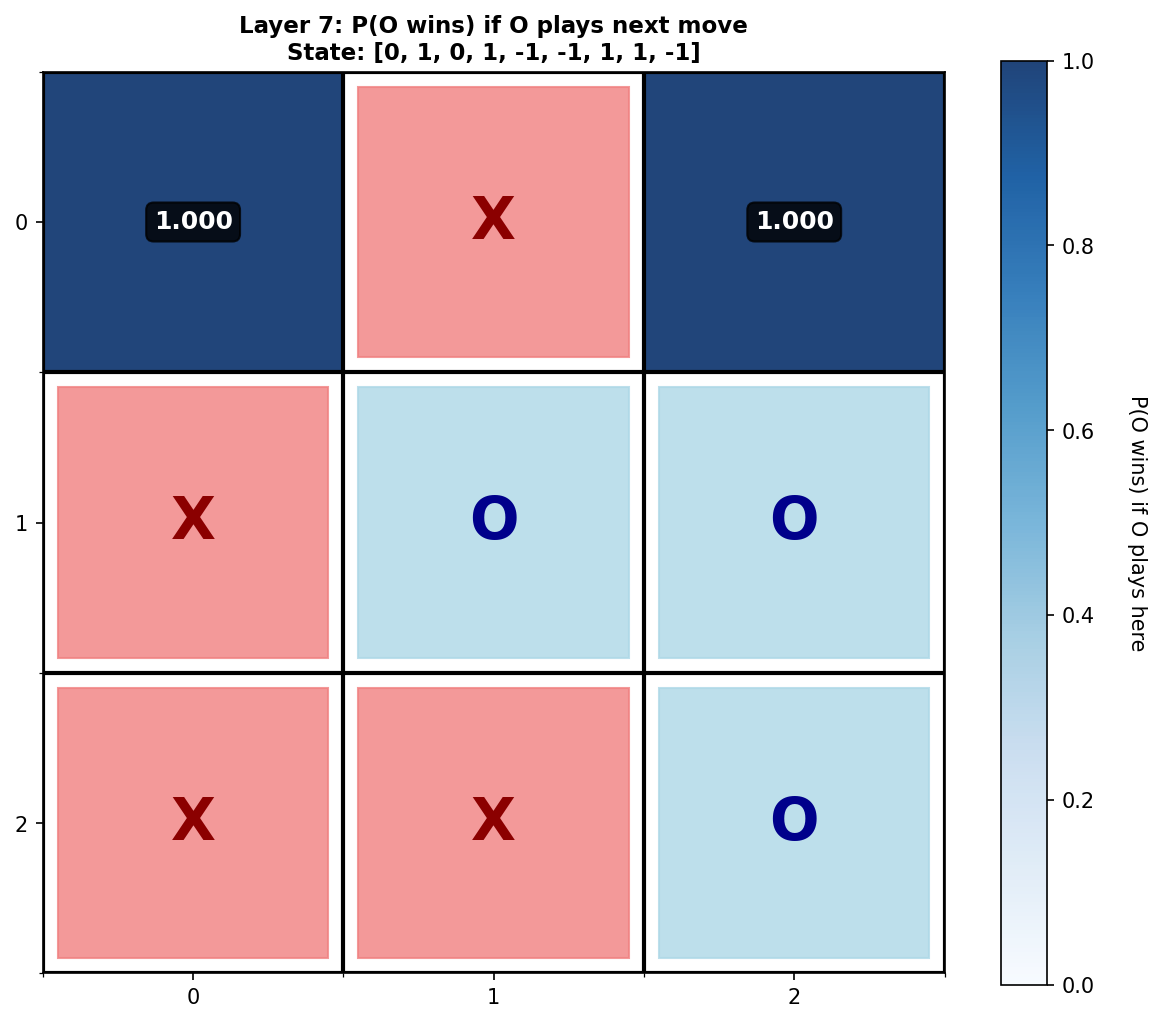 Layer 7: P(O wins) if O plays next move
State: [0, 1, 0, 1, -1, -1, 1, 1, -1]
0
1.000
X
1.000
1
X
O
O
2
X
X
O
0
1
2
1.0
0.8
0.6
0.4
0.2
0.0
P(O wins) if O plays here